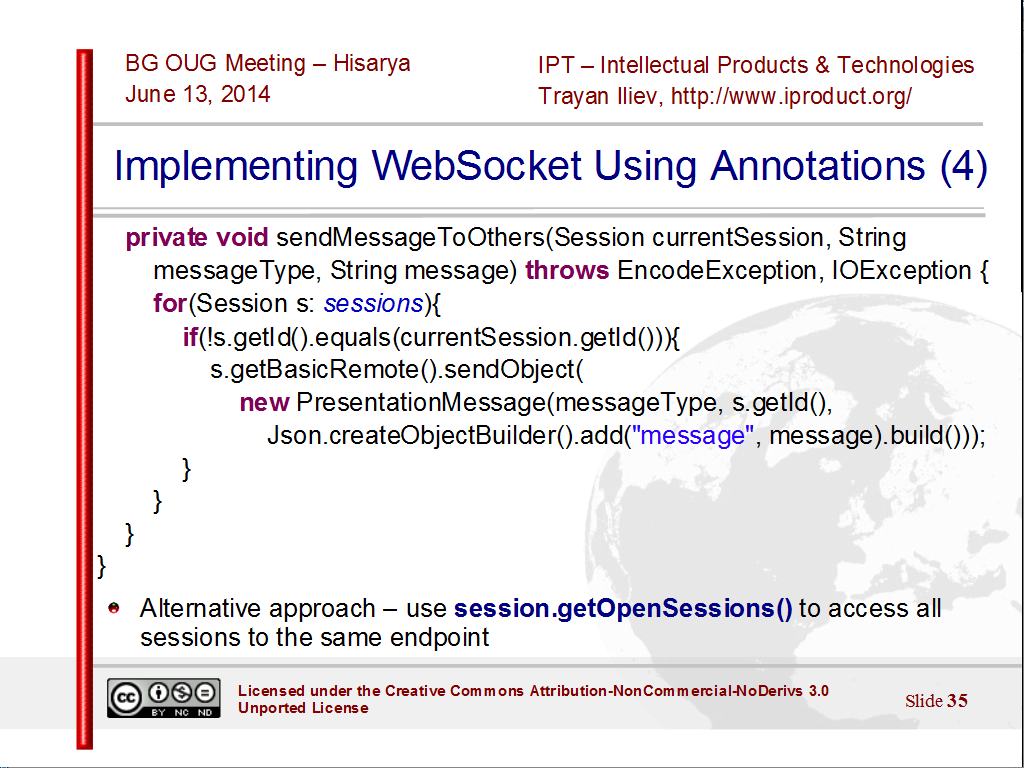 BG OUG Meeting – Hisarya
June 13, 2014
IPT – Intellectual Products & Technologies
Trayan Iliev, http://www.iproduct.org/
Implementing WebSocket Using Annotations (4)
private void sendMessageToOthers(Session currentSession, String
messageType, String message) throws EncodeException, IOException {
for(Session s: sessions){
if(!s.getId().equals(currentSession.getId())){
s.getBasicRemote().sendObject(
new PresentationMessage(messageType, s.getId(),
Json.createObjectBuilder().add("message", message).build()));
}
}
}
}
Alternative approach – use session.getOpenSessions() to access all
sessions to the same endpoint
cc BY NC ND
Licensed under the Creative Commons Attribution-NonCommercial-NoDerivs 3.0
Unported License
Slide 35